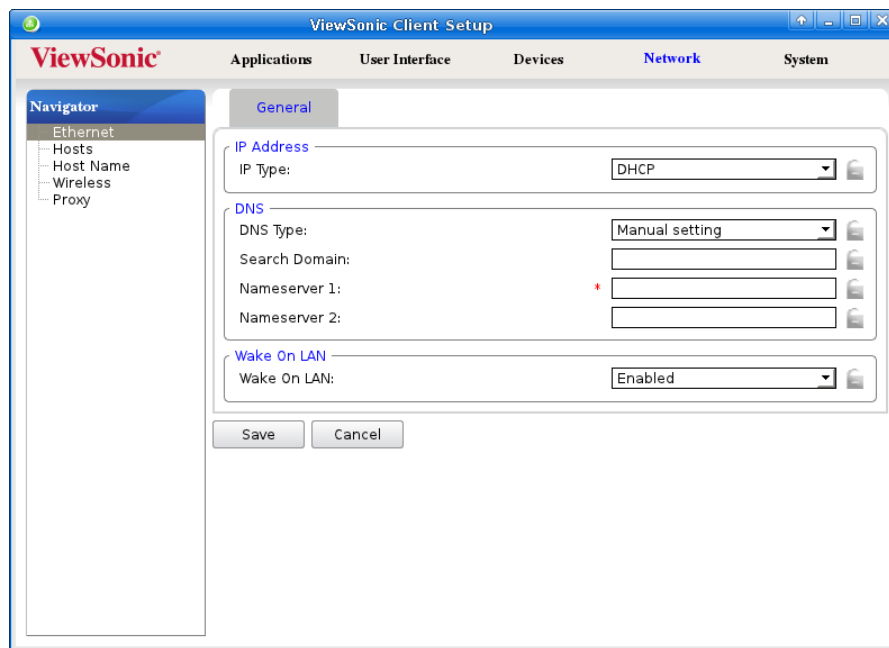 ViewSonic Client Setup
ViewSonic®
Applications User Interface Devices Network System
Navigator
Ethernet
Hosts
Host Name
Wireless
Proxy
General
IP Address
IP Type: DHCP
DNS
DNS Type: Manual setting
Search Domain:
Nameserver 1: *
Nameserver 2:
Wake On LAN
Wake On LAN: Enabled
Save Cancel